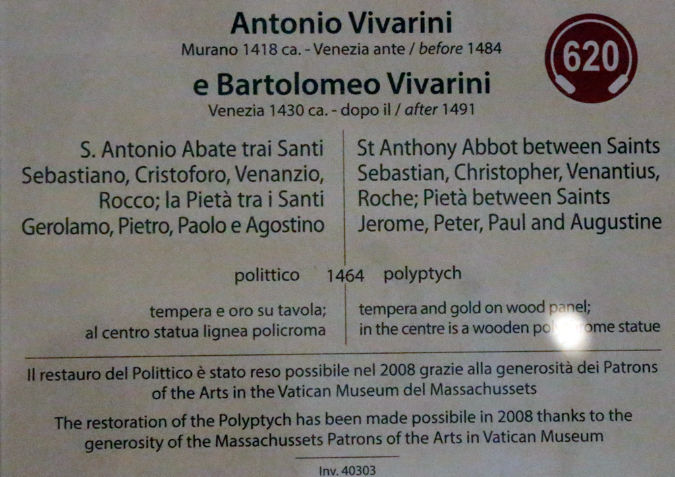 Antonio Vivarini
Murano 1418 ca. - Venezia ante / before 1484
620
e Bartolomeo Vivarini
Venezia 1430 ca. - dopo il / after 1491
S. Antonio Abate trai Santi
Sebastiano, Cristoforo, Venanzio,
Rocco; la Pietà tra i Santi
Gerolamo, Pietro, Paolo e Agostino
St Anthony Abbot between Saints
Sebastian, Christopher, Venantius,
Roche; Pietà between Saints
Jerome, Peter, Paul and Augustine
polittico 1464 polyptych
tempera e oro su tavola;
al centro statua lignea policroma
tempera and gold on wood panel;
in the centre is a wooden polychrome statue
Il restauro del Polittico è stato reso possibile nel 2008 grazie alla generosità dei Patrons
of the Arts in the Vatican Museum del Massachussets
The restoration of the Polyptych has been made possibile in 2008 thanks to the
generosity of the Massachussets Patrons of the Arts in Vatican Museum
Inv. 40303